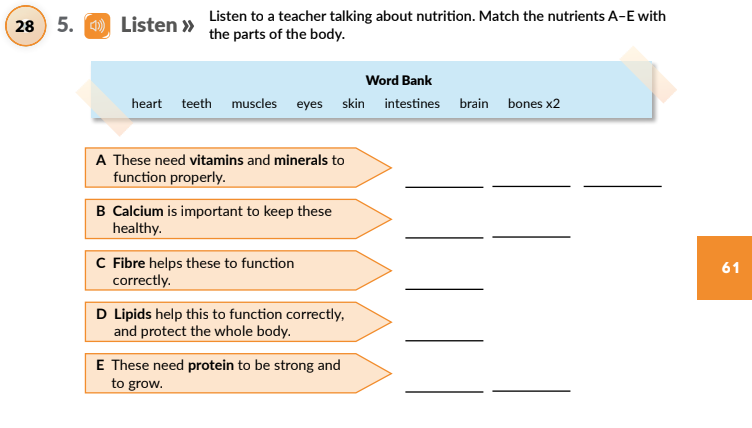 28 5. Listen » Listen to a teacher talking about nutrition. Match the nutrients A–E with
the parts of the body.
Word Bank
heart teeth muscles eyes skin intestines brain bones x2
A These need vitamins and minerals to
function properly.
B Calcium is important to keep these
healthy.
C Fibre helps these to function
correctly.
D Lipids help this to function correctly,
and protect the whole body.
E These need protein to be strong and
to grow.
61